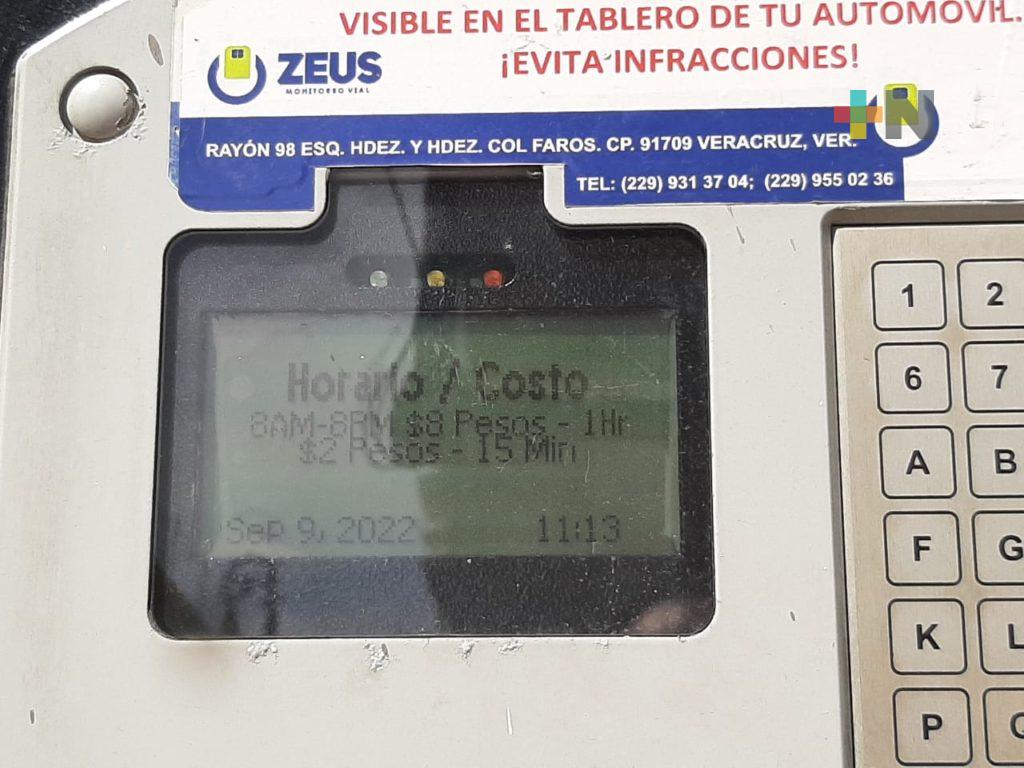 VISIBLE EN EL TABLERO DE TU AUTOMÓVIL.
¡EVITA INFRACCIONES!
ZEUS
MONITOREO VIAL
+N
RAYÓN 98 ESQ. HDEZ. Y HDEZ. COL FAROS. CP. 91709 VERACRUZ, VER.
TEL: (229) 931 37 04; (229) 955 02 36
Horario / Costo
8AM-8PM $8 Pesos - 1Hr
$2 Pesos - 15 Min
Sep 9, 2022 11:13
1 2
6 7
A B
F G
K L
P